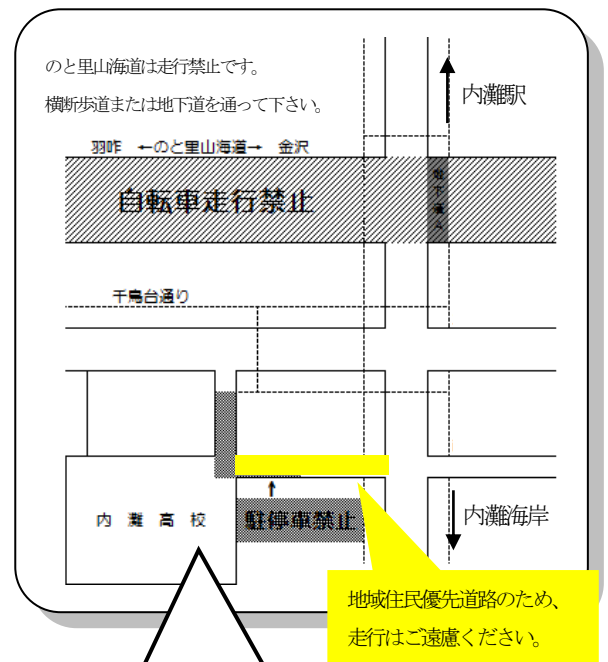 のと里山海道は走行禁止です。
横断歩道または地下道を通って下さい。
内灘駅
羽咋 ←のと里山海道→ 金沢
自転車走行禁止
千鳥台通り
内灘高校
駐停車禁止
内灘海岸
地域住民優先道路のため、
走行はご遠慮ください。